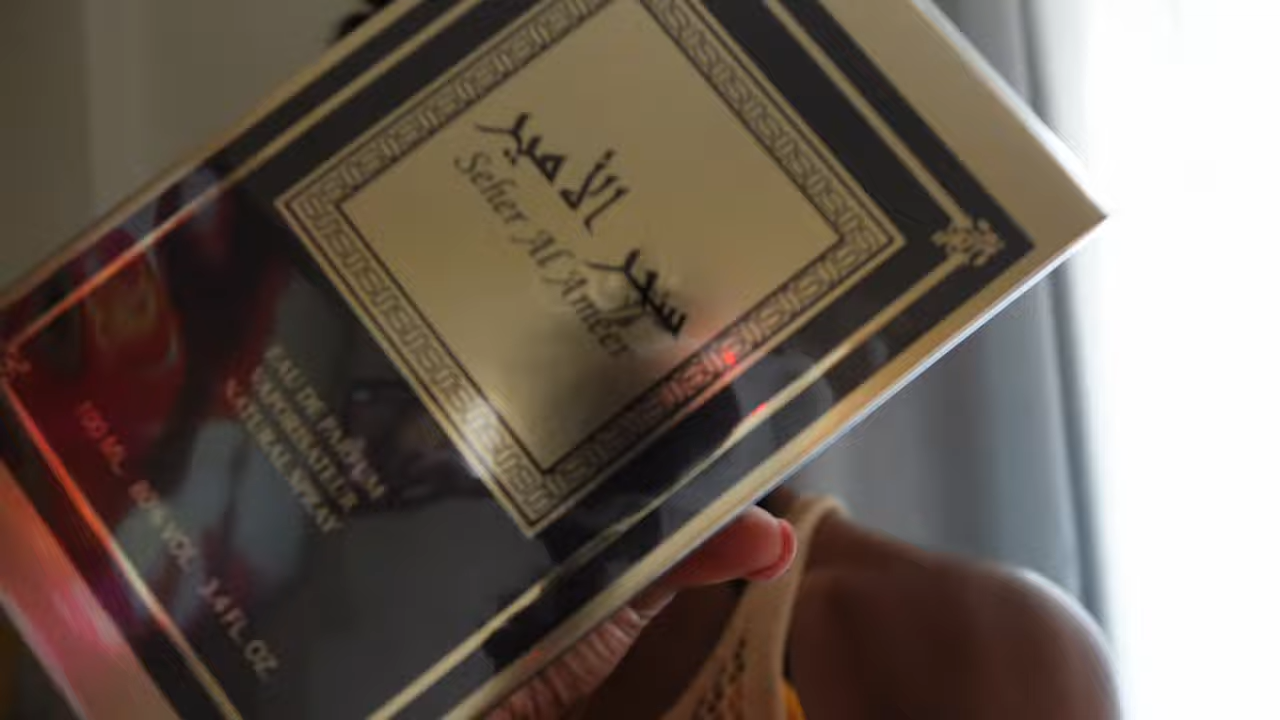 سحر الأمير
Seher Al Ameer
EAU DE PARFUM
VAPORISATEUR
NATURAL SPRAY
100 ML 80% VOL 3.4 FL OZ